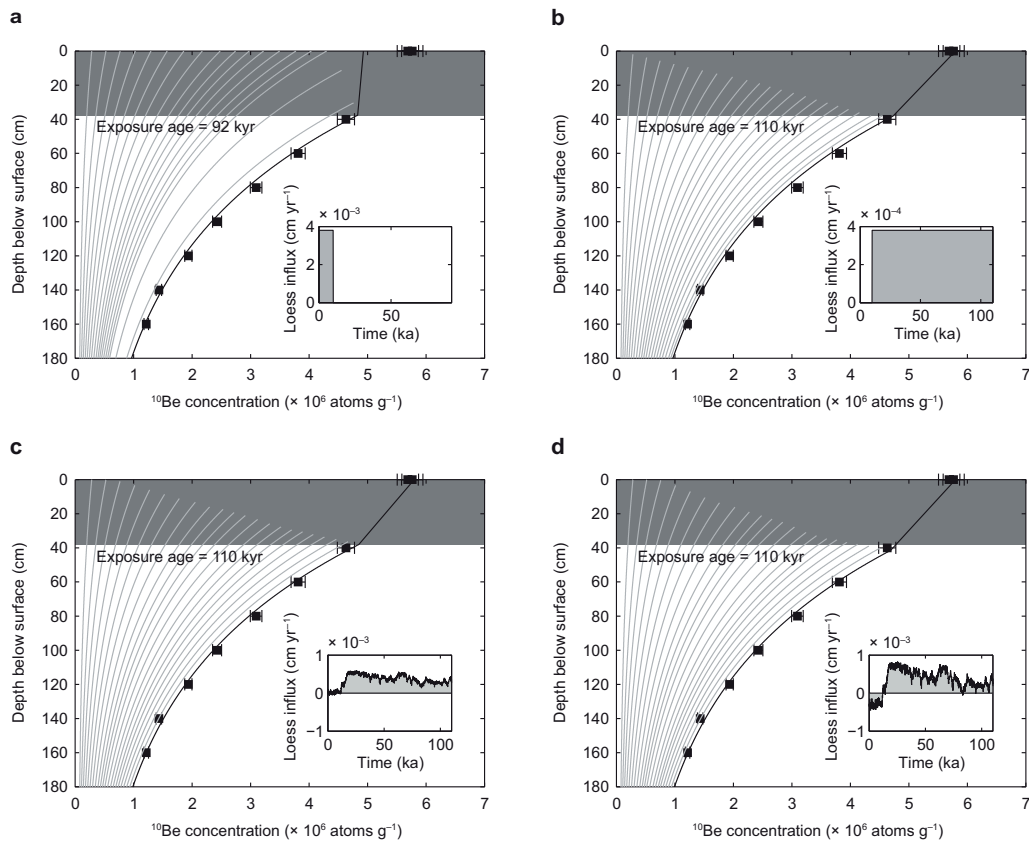 a
0
20
40
60
80
100
120
140
160
180
Depth below surface (cm)
Exposure age = 92 kyr
× 10⁻³
4
2
0
Loess influx (cm yr⁻¹)
0 50
Time (ka)
0 1 2 3 4 5 6 7
¹⁰Be concentration (× 10⁶ atoms g⁻¹)
b
0
20
40
60
80
100
120
140
160
180
Depth below surface (cm)
Exposure age = 110 kyr
× 10⁻⁴
4
2
0
Loess influx (cm yr⁻¹)
0 50 100
Time (ka)
0 1 2 3 4 5 6 7
¹⁰Be concentration (× 10⁶ atoms g⁻¹)
c
0
20
40
60
80
100
120
140
160
180
Depth below surface (cm)
Exposure age = 110 kyr
× 10⁻³
1
0
−1
Loess influx (cm yr⁻¹)
0 50 100
Time (ka)
0 1 2 3 4 5 6 7
¹⁰Be concentration (× 10⁶ atoms g⁻¹)
d
0
20
40
60
80
100
120
140
160
180
Depth below surface (cm)
Exposure age = 110 kyr
× 10⁻³
1
0
−1
Loess influx (cm yr⁻¹)
0 50 100
Time (ka)
0 1 2 3 4 5 6 7
¹⁰Be concentration (× 10⁶ atoms g⁻¹)